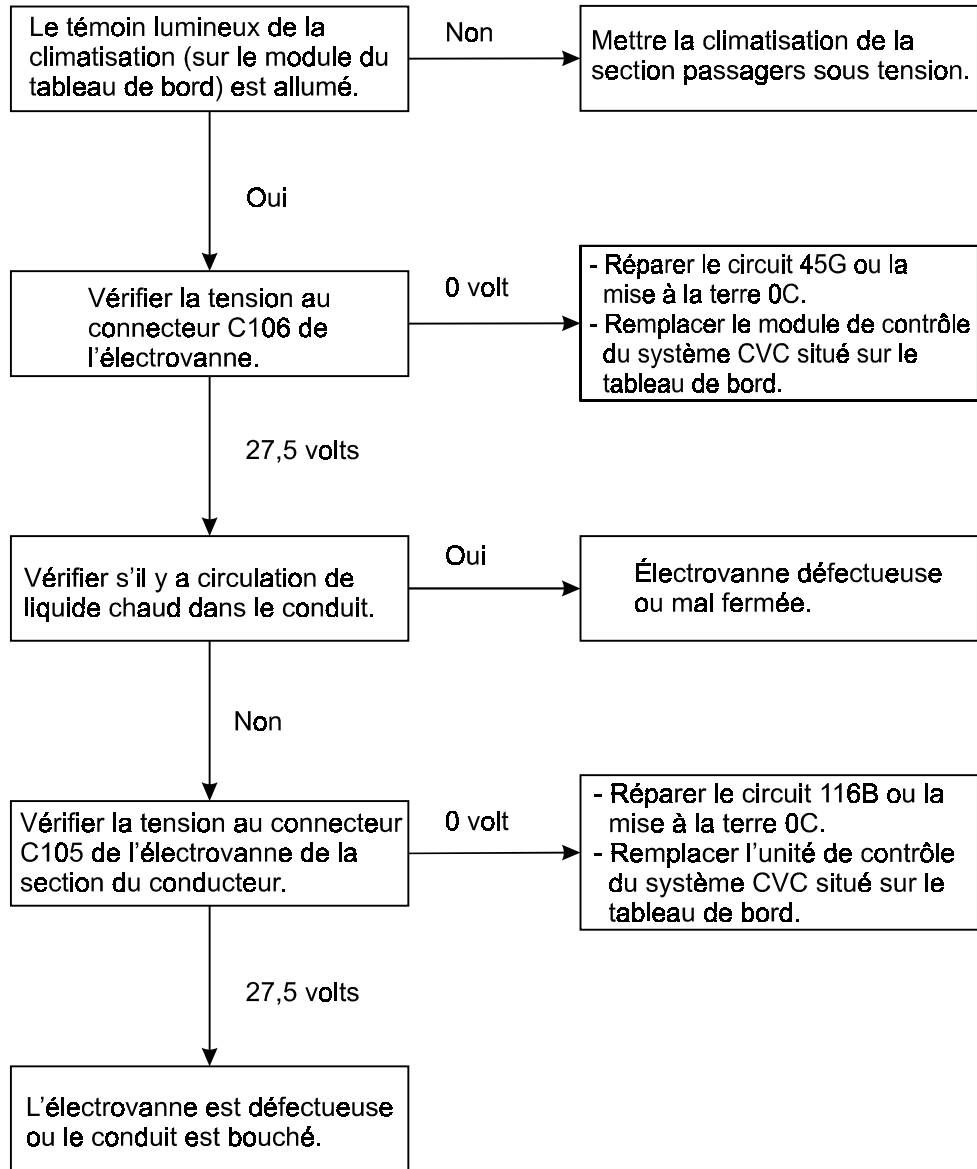 Le témoin lumineux de la
climatisation (sur le module du
tableau de bord) est allumé.
Non
Mettre la climatisation de la
section passagers sous tension.
Oui
Vérifier la tension au
connecteur C106 de
l'électrovanne.
0 volt
- Réparer le circuit 45G ou la
mise à la terre 0C.
- Remplacer le module de contrôle
du système CVC situé sur le
tableau de bord.
27,5 volts
Vérifier s'il y a circulation de
liquide chaud dans le conduit.
Oui
Électrovanne défectueuse
ou mal fermée.
Non
Vérifier la tension au connecteur
C105 de l'électrovanne de la
section du conducteur.
0 volt
- Réparer le circuit 116B ou la
mise à la terre 0C.
- Remplacer l'unité de contrôle
du système CVC situé sur le
tableau de bord.
27,5 volts
L'électrovanne est défectueuse
ou le conduit est bouché.